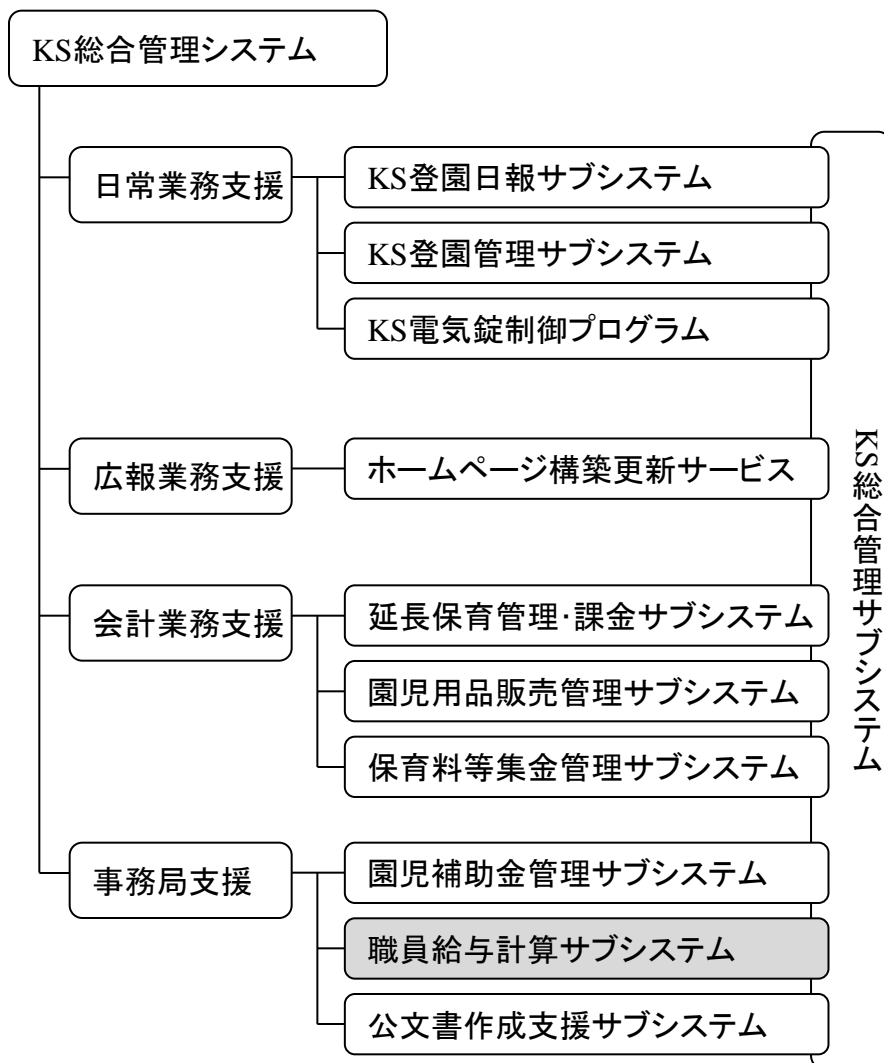 KS総合管理システム
日常業務支援
KS登園日報サブシステム
KS登園管理サブシステム
KS電気錠制御プログラム
広報業務支援
ホームページ構築更新サービス
会計業務支援
延長保育管理・課金サブシステム
園児用品販売管理サブシステム
保育料等集金管理サブシステム
事務局支援
園児補助金管理サブシステム
職員給与計算サブシステム
公文書作成支援サブシステム
KS総合管理サブシステム